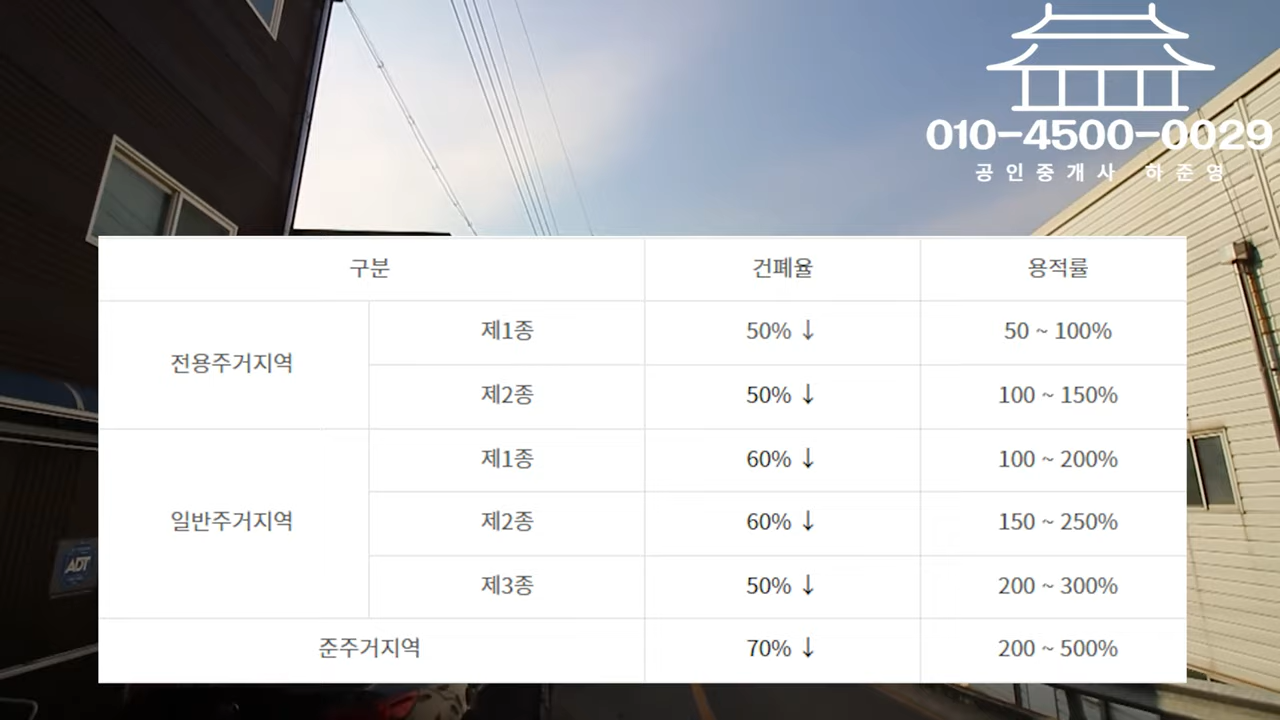 010-4500-0029
공인중개사 하준영
구분 건폐율 용적률
전용주거지역 제1종 50% ↓ 50 ~ 100%
제2종 50% ↓ 100 ~ 150%
일반주거지역 제1종 60% ↓ 100 ~ 200%
제2종 60% ↓ 150 ~ 250%
제3종 50% ↓ 200 ~ 300%
준주거지역 70% ↓ 200 ~ 500%
ADT